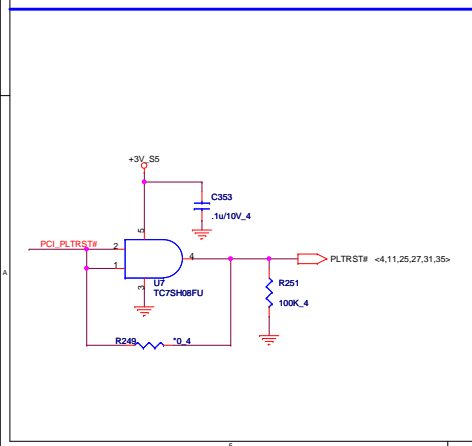 +3V_S5
C353
.1u/10V_4
PCI_PLTRST#
2
5
4
1
3
U7
TC7SH08FU
PLTRST# <4,11,25,27,31,35>
R251
100K_4
R249
*0_4
A
5